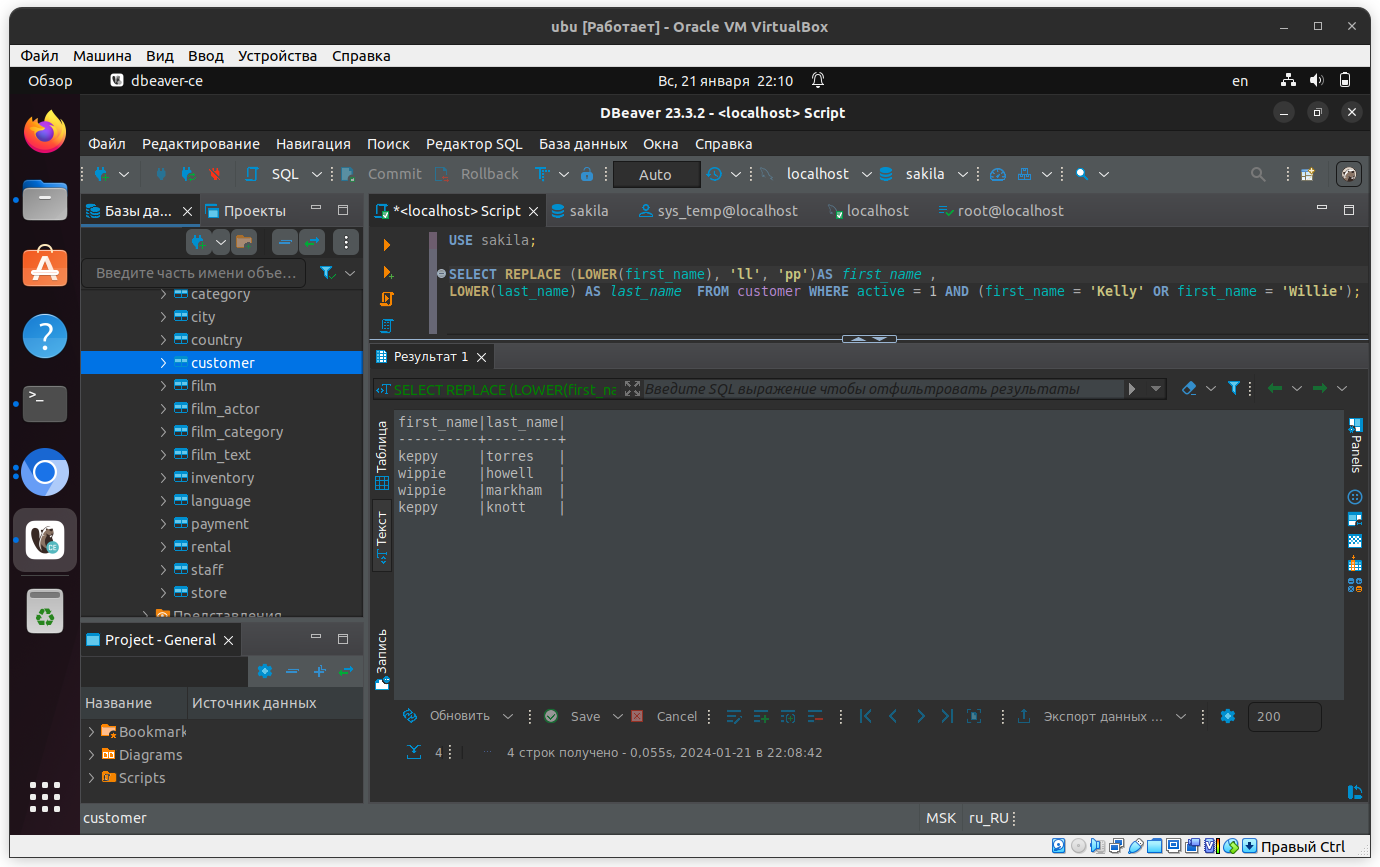 ubu [Работает] - Oracle VM VirtualBox
Файл Машина Вид Ввод Устройства Справка
Обзор dbeaver-ce Вс, 21 января 22:10 en
DBeaver 23.3.2 - <localhost> Script
Файл Редактирование Навигация Поиск Редактор SQL База данных Окна Справка
SQL Commit Rollback Auto localhost sakila
Базы да... Проекты
*<localhost> Script sakila sys_temp@localhost localhost root@localhost
Введите часть имени объе...
category
city
country
customer
film
film_actor
film_category
film_text
inventory
language
payment
rental
staff
store
Представления
USE sakila;
SELECT REPLACE (LOWER(first_name), 'll', 'pp')AS first_name ,
LOWER(last_name) AS last_name  FROM customer WHERE active = 1 AND (first_name = 'Kelly' OR first_name = 'Willie');
Результат 1
SELECT REPLACE (LOWER(first_na Введите SQL выражение чтобы отфильтровать результаты
Таблица
Текст
Запись
first_name|last_name|
----------+---------+
keppy     |torres   |
wippie    |howell   |
wippie    |markham  |
keppy     |knott    |
Panels
Обновить Save Cancel Экспорт данных ... 200
4 4 строк получено - 0,055s, 2024-01-21 в 22:08:42
Project - General
Название Источник данных
Bookmark
Diagrams
Scripts
customer MSK ru_RU
Правый Ctrl